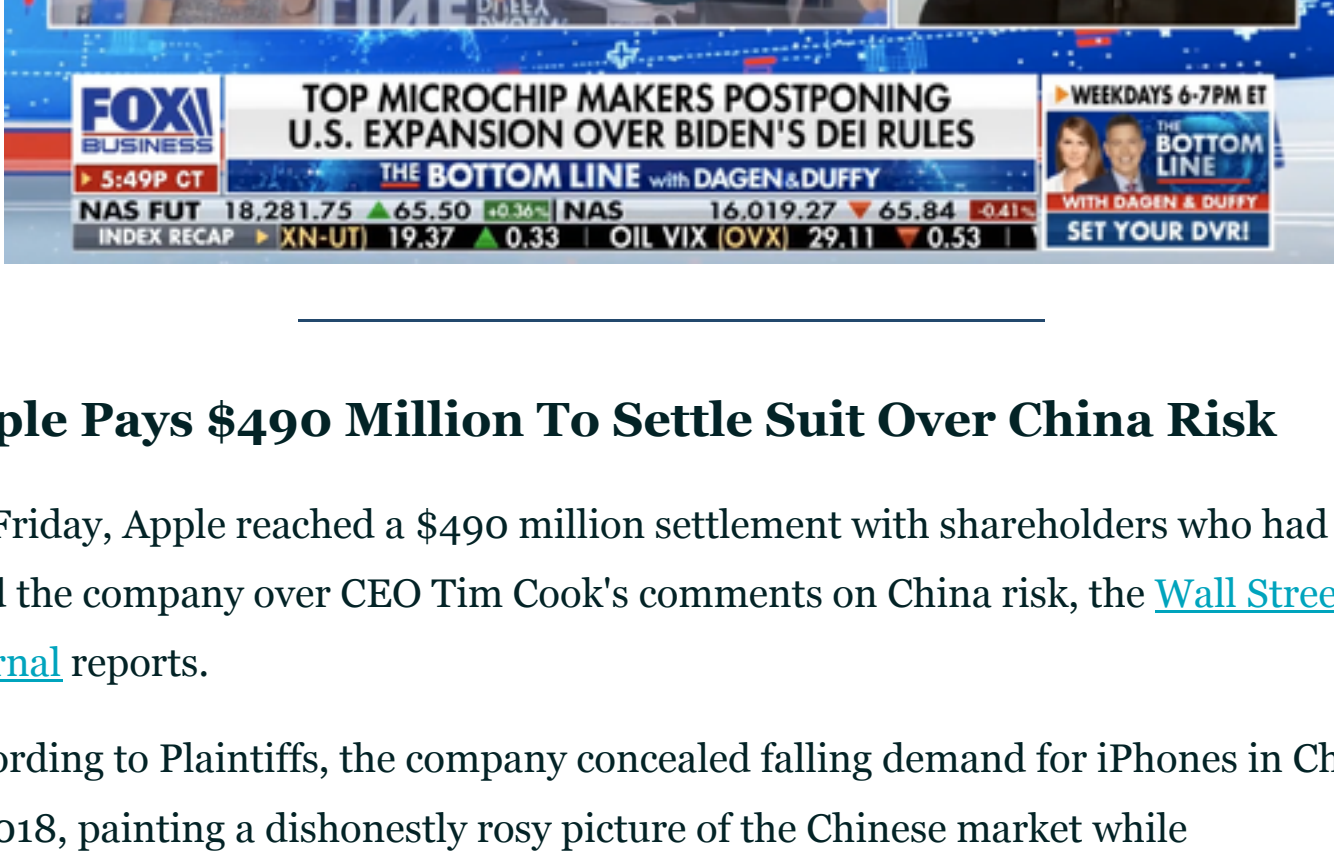 TOP MICROCHIP MAKERS POSTPONING
U.S. EXPANSION OVER BIDEN'S DEI RULES
FOX
BUSINESS
5:49P CT
THE BOTTOM LINE with DAGEN & DUFFY
WEEKDAYS 6-7PM ET
THE
BOTTOM
LINE
WITH DAGEN & DUFFY
SET YOUR DVR!
NAS FUT 18,281.75 ▲65.50 +0.36% NAS 16,019.27 ▼65.84 -0.41%
INDEX RECAP XN-UT) 19.37 ▲ 0.33 OIL VIX (OVX) 29.11 ▼ 0.53
ple Pays $490 Million To Settle Suit Over China Risk
Friday, Apple reached a $490 million settlement with shareholders who had
d the company over CEO Tim Cook's comments on China risk, the Wall Stree
rnal reports.
ording to Plaintiffs, the company concealed falling demand for iPhones in Ch
018, painting a dishonestly rosy picture of the Chinese market while